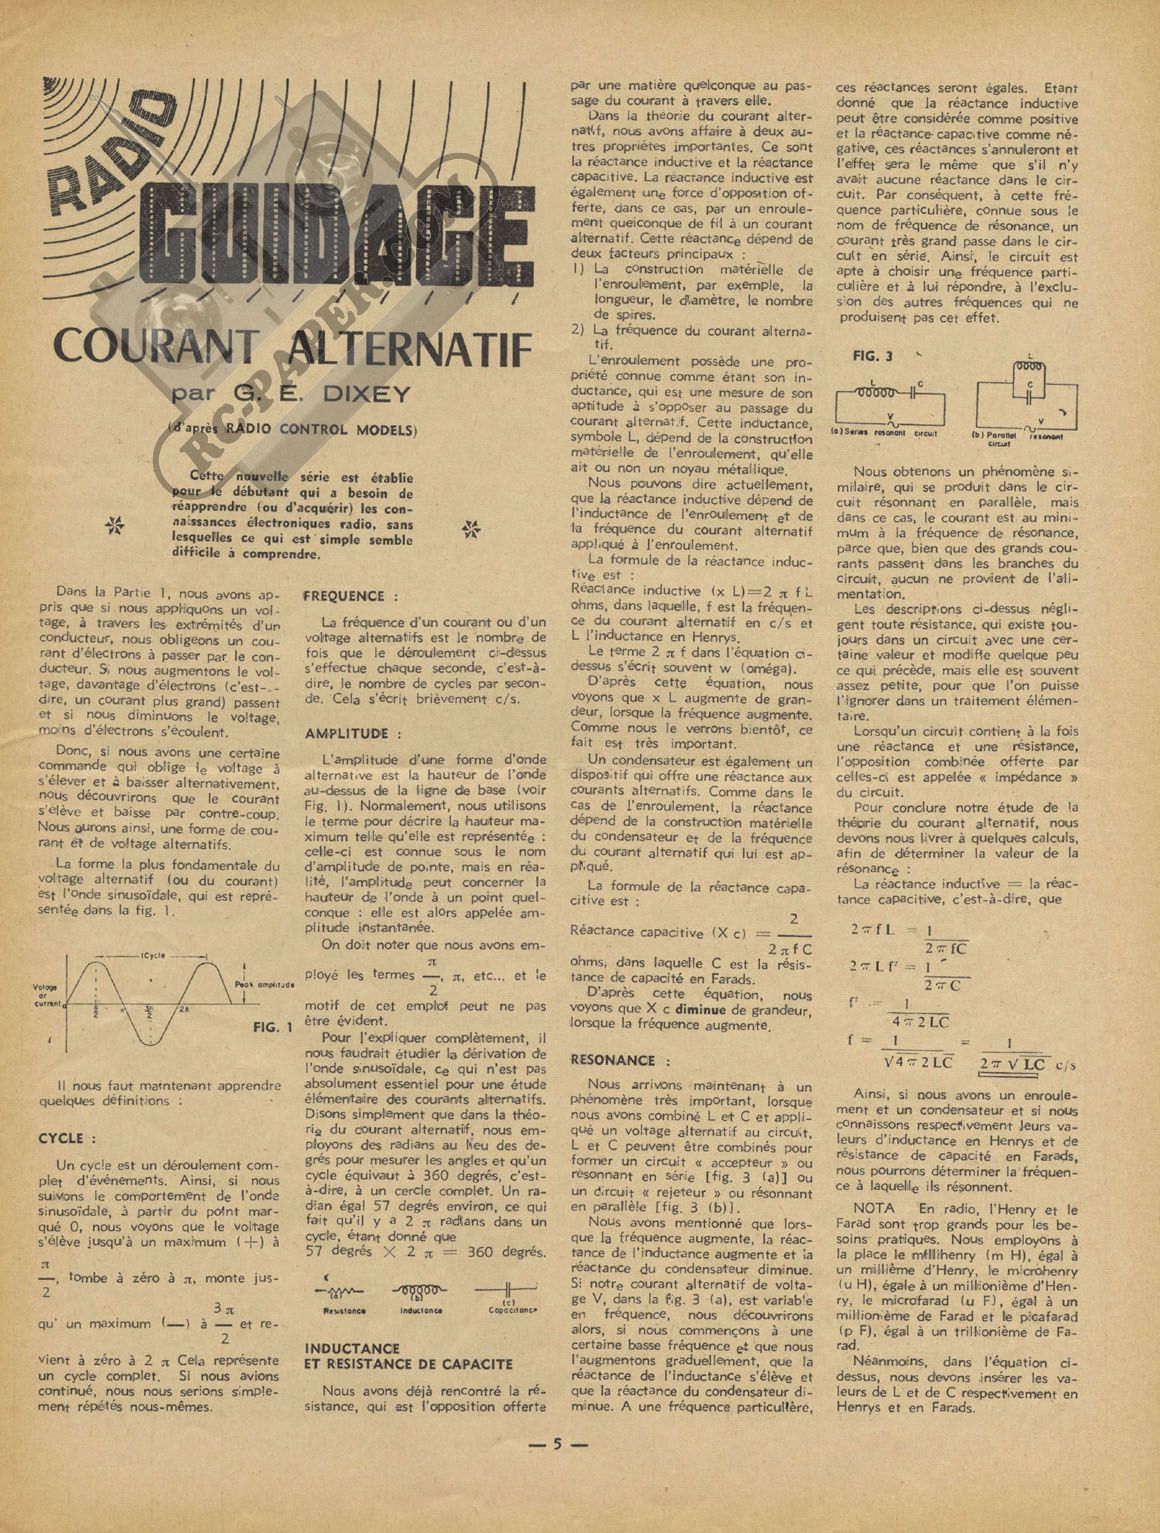 RADIO
GUIDAGE
COURANT ALTERNATIF
par G. E. DIXEY
(d'après RADIO CONTROL MODELS)
RC-PAPER.COM
Cette nouvelle série est établie
pour le débutant qui a besoin de
réapprendre (ou d'acquérir) les con-
naissances électroniques radio, sans
lesquelles ce qui est simple semble
difficile à comprendre.
Dans la Partie 1, nous avons ap-
pris que si nous appliquons un vol-
tage, à travers les extrémités d'un
conducteur, nous obligeons un cou-
rant d'électrons à passer par le con-
ducteur. Si nous augmentons le vol-
tage, davantage d'électrons (c'est-à-
dire, un courant plus grand) passent
et si nous diminuons le voltage,
moins d'électrons s'écoulent.
Donc, si nous avons une certaine
commande qui oblige le voltage à
s'élever et à baisser alternativement,
nous découvrirons que le courant
s'élève et baisse par contre-coup.
Nous aurons ainsi, une forme de cou-
rant et de voltage alternatifs.
La forme la plus fondamentale du
voltage alternatif (ou du courant)
est l'onde sinusoïdale, qui est repré-
sentée dans la fig. 1.
1Cycle
Voltage
or
current
Peak amplitude
π/2 π 3π/2 2π
FIG. 1
Il nous faut maintenant apprendre
quelques définitions :
CYCLE :
Un cycle est un déroulement com-
plet d'événements. Ainsi, si nous
suivons le comportement de l'onde
sinusoïdale, à partir du point mar-
qué 0, nous voyons que le voltage
s'élève jusqu'à un maximum (+) à
π
—, tombe à zéro à π, monte jus-
2
3 π
qu' un maximum (—) à — et re-
2
vient à zéro à 2 π Cela représente
un cycle complet. Si nous avions
continué, nous nous serions simple-
ment répétés nous-mêmes.
FREQUENCE :
La fréquence d'un courant ou d'un
voltage alternatifs est le nombre de
fois que le déroulement ci-dessus
s'effectue chaque seconde, c'est-à-
dire, le nombre de cycles par secon-
de. Cela s'écrit brièvement c/s.
AMPLITUDE :
L'amplitude d'une forme d'onde
alternative est la hauteur de l'onde
au-dessus de la ligne de base (voir
Fig. 1). Normalement, nous utilisons
le terme pour décrire la hauteur ma-
ximum telle qu'elle est représentée :
celle-ci est connue sous le nom
d'amplitude de pointe, mais en réa-
lité, l'amplitude peut concerner la
hauteur de l'onde à un point quel-
conque : elle est alors appelée am-
plitude instantanée.
On doit noter que nous avons em-
π
ployé les termes —, π, etc... et le
2
motif de cet emploi peut ne pas
être évident.
Pour l'expliquer complètement, il
nous faudrait étudier la dérivation de
l'onde sinusoïdale, ce qui n'est pas
absolument essentiel pour une étude
élémentaire des courants alternatifs.
Disons simplement que dans la théo-
rie du courant alternatif, nous em-
ployons des radians au lieu des de-
grés pour mesurer les angles et qu'un
cycle équivaut à 360 degrés, c'est-
à-dire, à un cercle complet. Un ra-
dian égal 57 degrés environ, ce qui
fait qu'il y a 2 π radians dans un
cycle, étant donné que
57 degrés X 2 π = 360 degrés.
(a)
Resistance
(b)
Inductance
(c)
Capacitance
INDUCTANCE
ET RESISTANCE DE CAPACITE
Nous avons déjà rencontré la ré-
sistance, qui est l'opposition offerte
par une matière quelconque au pas-
sage du courant à travers elle.
Dans la théorie du courant alter-
natif, nous avons affaire à deux au-
tres propriétés importantes. Ce sont
la réactance inductive et la réactance
capacitive. La réactance inductive est
également une force d'opposition of-
ferte, dans ce cas, par un enroule-
ment quelconque de fil à un courant
alternatif. Cette réactance dépend de
deux facteurs principaux :
1) La construction matérielle de
l'enroulement, par exemple, la
longueur, le diamètre, le nombre
de spires.
2) La fréquence du courant alterna-
tif.
L'enroulement possède une pro-
priété connue comme étant son in-
ductance, qui est une mesure de son
aptitude à s'opposer au passage du
courant alternatif. Cette inductance,
symbole L, dépend de la construction
matérielle de l'enroulement, qu'elle
ait ou non un noyau métallique.
Nous pouvons dire actuellement,
que la réactance inductive dépend de
l'inductance de l'enroulement et de
la fréquence du courant alternatif
appliqué à l'enroulement.
La formule de la réactance induc-
tive est :
Réactance inductive (x L)=2 π f L
ohms, dans laquelle, f est la fréquen-
ce du courant alternatif en c/s et
L l'inductance en Henrys.
Le terme 2 π f dans l'équation ci-
dessus s'écrit souvent w (oméga).
D'après cette équation, nous
voyons que x L augmente de gran-
deur, lorsque la fréquence augmente.
Comme nous le verrons bientôt, ce
fait est très important.
Un condensateur est également un
dispositif qui offre une réactance aux
courants alternatifs. Comme dans le
cas de l'enroulement, la réactance
dépend de la construction matérielle
du condensateur et de la fréquence
du courant alternatif qui lui est ap-
pliqué.
La formule de la réactance capa-
citive est :
2
Réactance capacitive (X c) = ———
2 π f C
ohms, dans laquelle C est la résis-
tance de capacité en Farads.
D'après cette équation, nous
voyons que X c diminue de grandeur,
lorsque la fréquence augmente.
RESONANCE :
Nous arrivons maintenant à un
phénomène très important, lorsque
nous avons combiné L et C et appli-
qué un voltage alternatif au circuit.
L et C peuvent être combinés pour
former un circuit « accepteur » ou
résonnant en série [fig. 3 (a)] ou
un circuit « rejeteur » ou résonnant
en parallèle [fig. 3 (b)].
Nous avons mentionné que lors-
que la fréquence augmente, la réac-
tance de l'inductance augmente et la
réactance du condensateur diminue.
Si notre courant alternatif de volta-
ge V, dans la fig. 3 (a), est variable
en fréquence, nous découvrirons
alors, si nous commençons à une
certaine basse fréquence et que nous
l'augmentons graduellement, que la
réactance de l'inductance s'élève et
que la réactance du condensateur di-
minue. A une fréquence particulière,
ces réactances seront égales. Etant
donné que la réactance inductive
peut être considérée comme positive
et la réactance capacitive comme né-
gative, ces réactances s'annuleront et
l'effet sera le même que s'il n'y
avait aucune réactance dans le cir-
cuit. Par conséquent, à cette fré-
quence particulière, connue sous le
nom de fréquence de résonance, un
courant très grand passe dans le cir-
cuit en série. Ainsi, le circuit est
apte à choisir une fréquence parti-
culière et à lui répondre, à l'exclu-
sion des autres fréquences qui ne
produisent pas cet effet.
FIG. 3
L C
V
(a) Series resonant circuit
L
C
V
(b) Parallel resonant
circuit
Nous obtenons un phénomène si-
milaire, qui se produit dans le cir-
cuit résonnant en parallèle, mais
dans ce cas, le courant est au mini-
mum à la fréquence de résonance,
parce que, bien que des grands cou-
rants passent dans les branches du
circuit, aucun ne provient de l'ali-
mentation.
Les descriptions ci-dessus négli-
gent toute résistance, qui existe tou-
jours dans un circuit avec une cer-
taine valeur et modifie quelque peu
ce qui précède, mais elle est souvent
assez petite, pour que l'on puisse
l'ignorer dans un traitement élémen-
taire.
Lorsqu'un circuit contient à la fois
une réactance et une résistance,
l'opposition combinée offerte par
celles-ci est appelée « impédance »
du circuit.
Pour conclure notre étude de la
théorie du courant alternatif, nous
devons nous livrer à quelques calculs,
afin de déterminer la valeur de la
résonance :
La réactance inductive = la réac-
tance capacitive, c'est-à-dire, que
2 π f L = 1
2 π fC
2 π L f² = 1
2 π C
f² = 1
4 π 2 LC
f = 1 = 1
√4 π 2 LC 2 π √ LC c/s
Ainsi, si nous avons un enroule-
ment et un condensateur et si nous
connaissons respectivement leurs va-
leurs d'inductance en Henrys et de
résistance de capacité en Farads,
nous pourrons déterminer la fréquen-
ce à laquelle ils résonnent.
NOTA En radio, l'Henry et le
Farad sont trop grands pour les be-
soins pratiques. Nous employons à
la place le millihenry (m H), égal à
un millième d'Henry, le microhenry
(u H), égale à un millionième d'Hen-
ry, le microfarad (u F), égal à un
millionième de Farad et le picafarad
(p F), égal à un trillionième de Fa-
rad.
Néanmoins, dans l'équation ci-
dessus, nous devons insérer les va-
leurs de L et de C respectivement en
Henrys et en Farads.
— 5 —